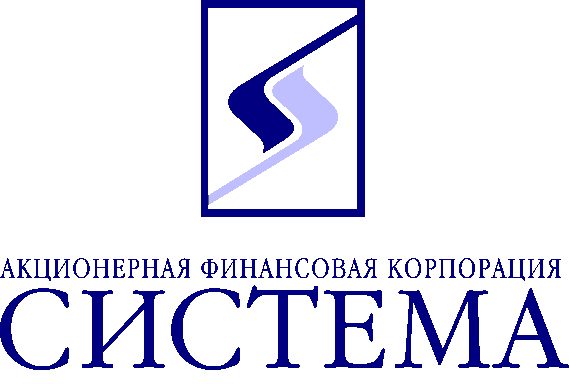 АКЦИОНЕРНАЯ ФИНАНСОВАЯ КОРПОРАЦИЯ
СИСТЕМА